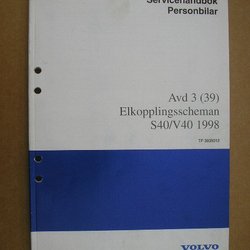 Servicehandbok
Personbilar
Avd 3 (39)
Elkopplingsscheman
S40/V40 1998
VOLVO